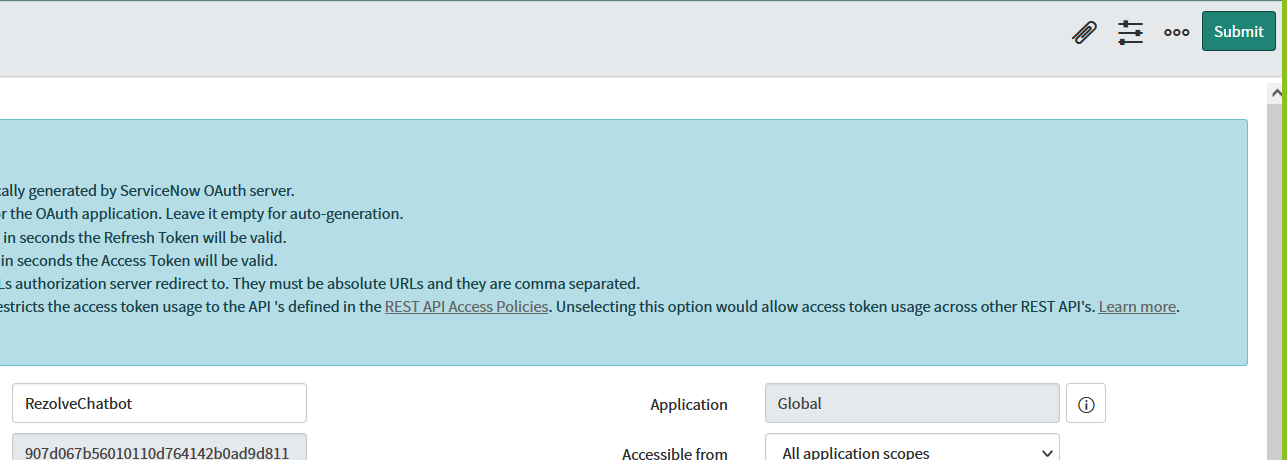 Submit
cally generated by ServiceNow OAuth server.
or the OAuth application. Leave it empty for auto-generation.
in seconds the Refresh Token will be valid.
in seconds the Access Token will be valid.
Ls authorization server redirect to. They must be absolute URLs and they are comma separated.
estricts the access token usage to the API 's defined in the REST API Access Policies. Unselecting this option would allow access token usage across other REST API's. Learn more.
RezolveChatbot
Application
Global
907d067b56010110d764142b0ad9d811
Accessible from
All application scopes